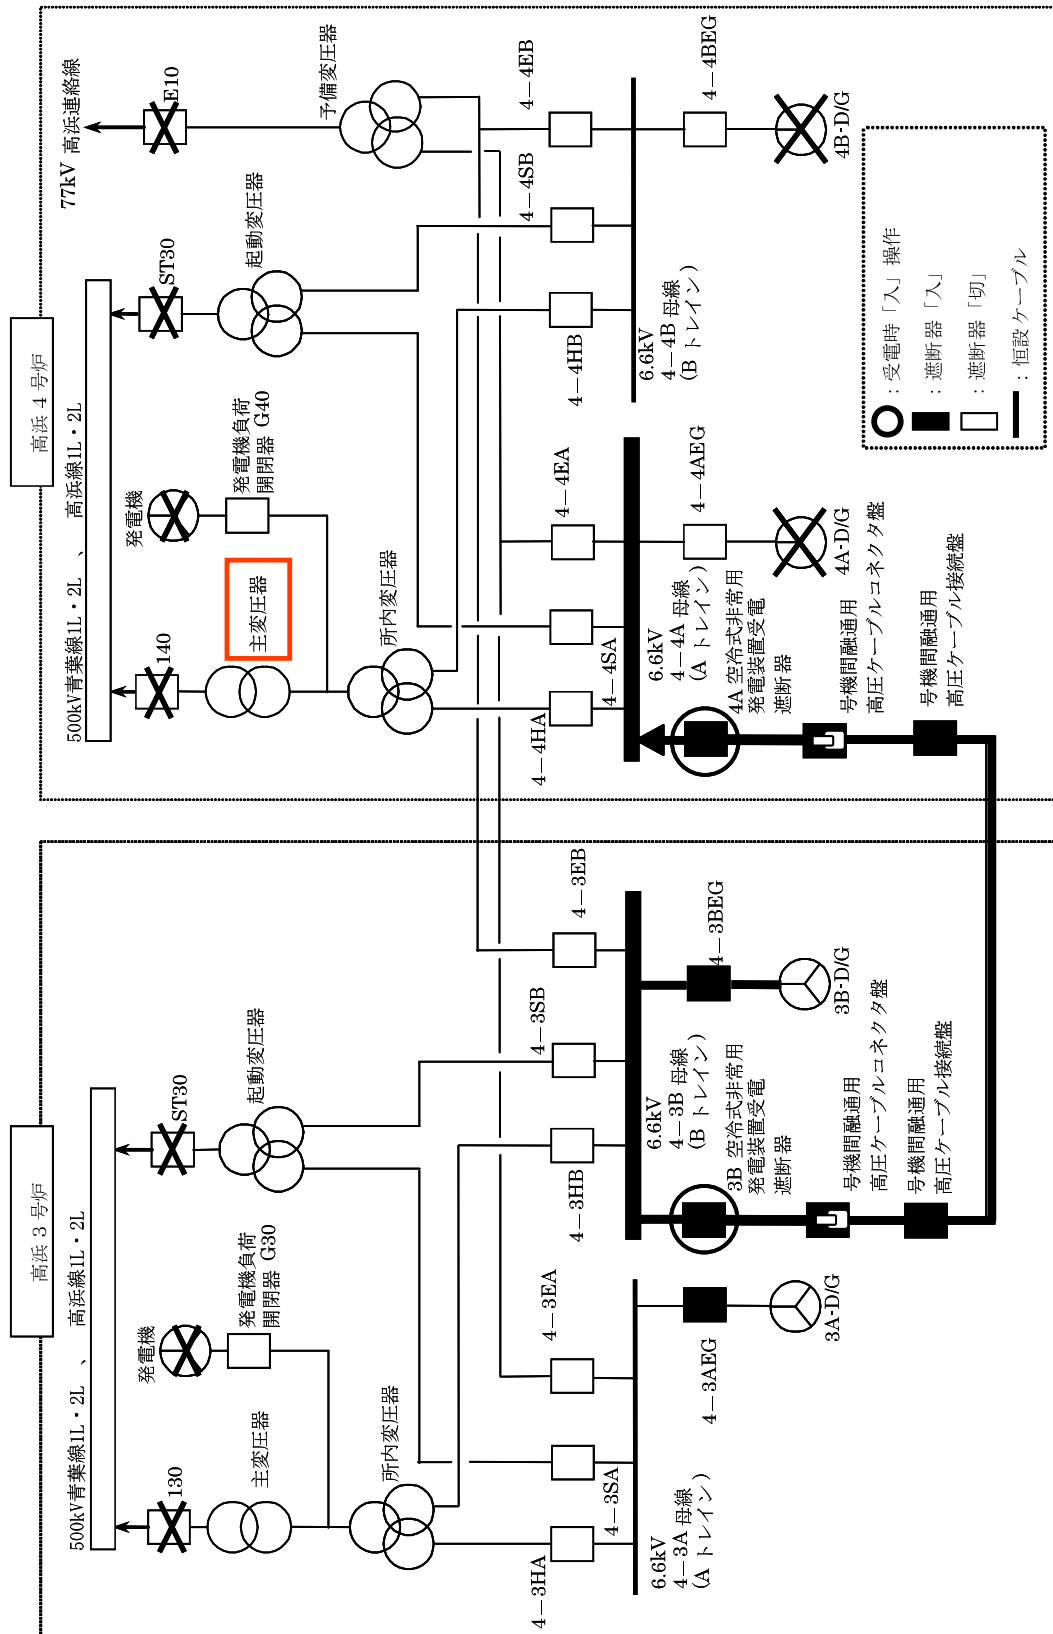 高浜3号炉
500kV青葉線1L・2L 、 高浜線1L・2L
130
主変圧器
発電機
発電機負荷
開閉器 G30
所内変圧器
ST30
起動変圧器
4－3HA
4－3SA
4－3EA
4－3HB
4－3SB
4－3EB
6.6kV
4－3A 母線
(A トレイン)
4－3AEG
3A-D/G
6.6kV
4－3B 母線
(B トレイン)
3B 空冷式非常用
発電装置受電
遮断器
4－3BEG
3B-D/G
号機間融通用
高圧ケーブルコネクタ盤
号機間融通用
高圧ケーブル接続盤
高浜4号炉
500kV青葉線1L・2L 、 高浜線1L・2L
77kV 高浜連絡線
140
主変圧器
発電機
発電機負荷
開閉器 G40
所内変圧器
ST30
起動変圧器
E10
予備変圧器
4－4HA
4－4SA
4－4EA
4－4HB
4－4SB
4－4EB
6.6kV
4－4A 母線
(A トレイン)
4A 空冷式非常用
発電装置受電
遮断器
4－4AEG
4A-D/G
6.6kV
4－4B 母線
(B トレイン)
4－4BEG
4B-D/G
号機間融通用
高圧ケーブルコネクタ盤
号機間融通用
高圧ケーブル接続盤
：受電時「入」操作
：遮断器「入」
：遮断器「切」
：恒設ケーブル